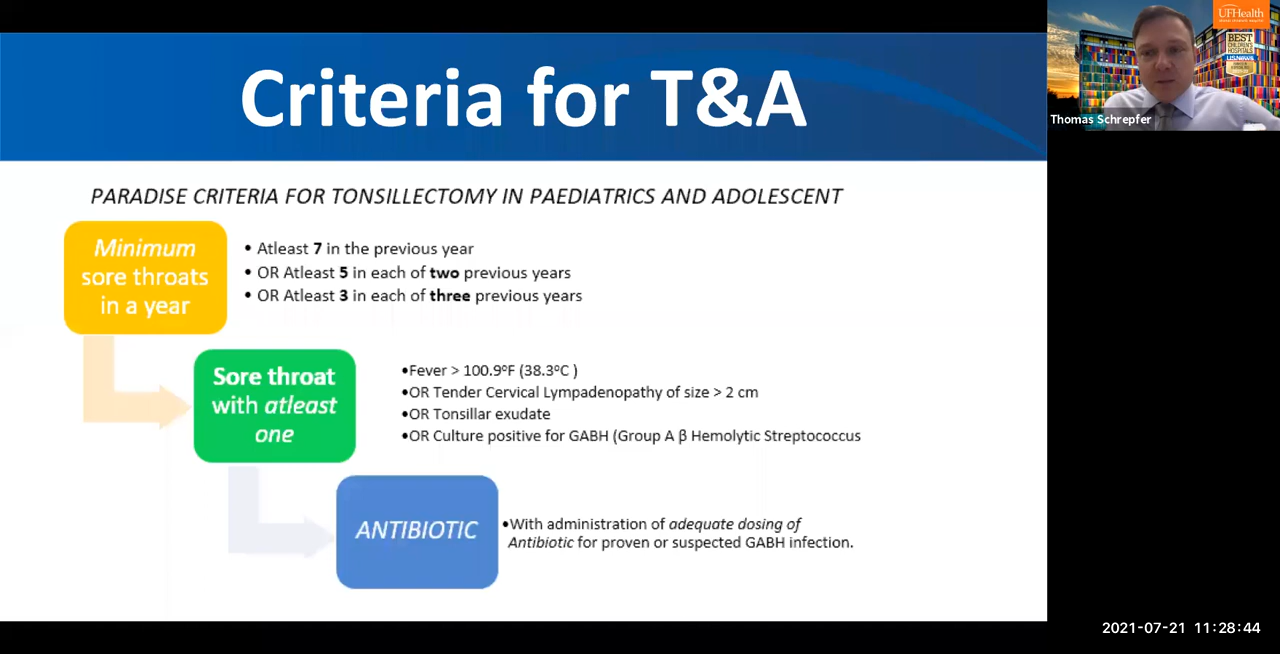 Criteria for T&A
PARADISE CRITERIA FOR TONSILLECTOMY IN PAEDIATRICS AND ADOLESCENT
Minimum
sore throats
in a year
• Atleast 7 in the previous year
• OR Atleast 5 in each of two previous years
• OR Atleast 3 in each of three previous years
Sore throat
with atleast
one
•Fever > 100.9ºF (38.3ºC )
•OR Tender Cervical Lympadenopathy of size > 2 cm
•OR Tonsillar exudate
•OR Culture positive for GABH (Group A β Hemolytic Streptococcus
ANTIBIOTIC
•With administration of adequate dosing of
Antibiotic for proven or suspected GABH infection.
UFHealth
BEST
CHILDREN'S
HOSPITALS
U.S.NEWS
Thomas Schrepfer
2021-07-21 11:28:44